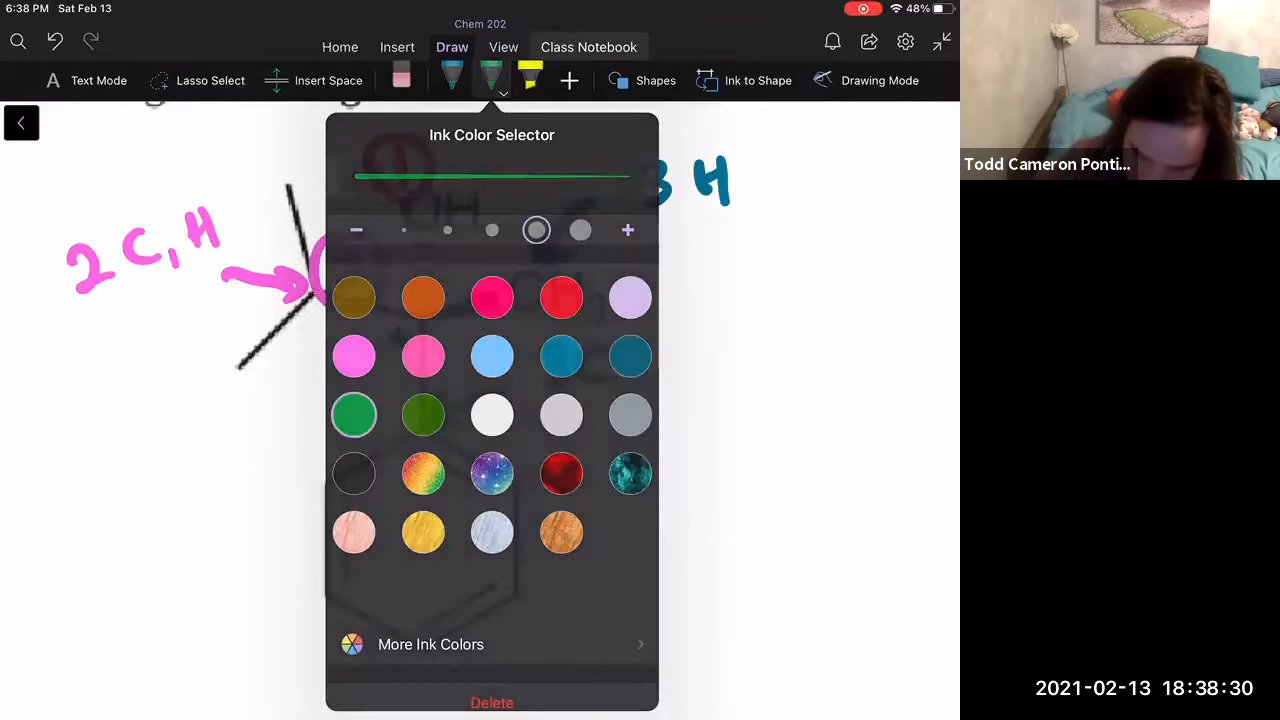 6:38 PM Sat Feb 13
48%
Chem 202
Home Insert Draw View Class Notebook
Text Mode Lasso Select Insert Space Shapes Ink to Shape Drawing Mode
Ink Color Selector
3 H
OH
2 C, H
More Ink Colors
Delete
Todd Cameron Ponti...
2021-02-13 18:38:30